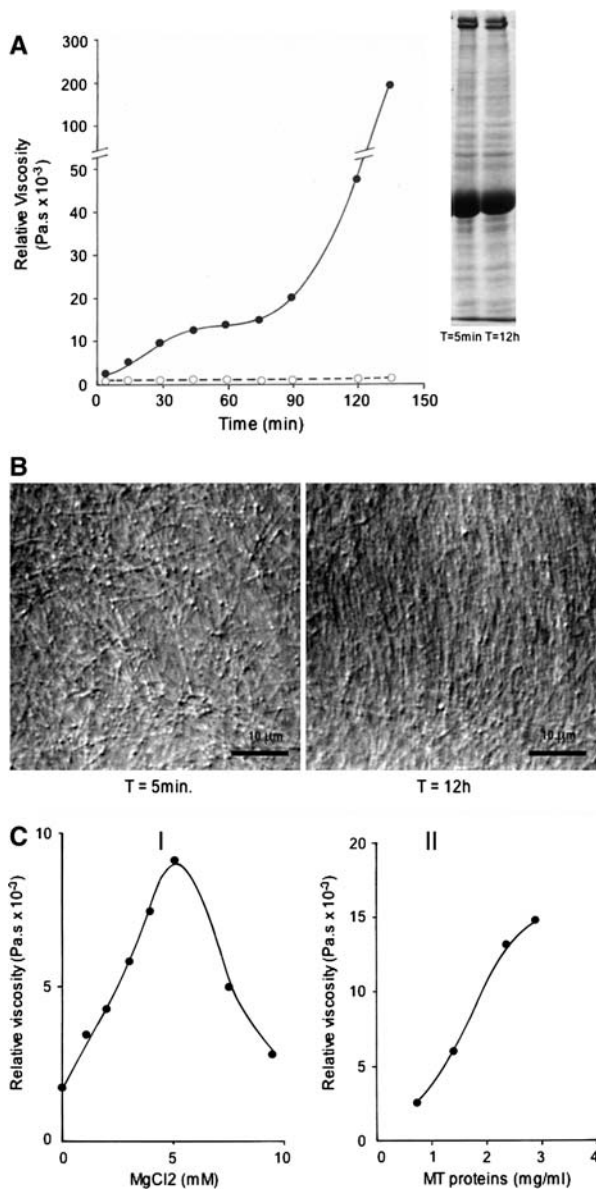 A
Relative Viscosity
(Pa.s x 10-3)
300
200
100
50
40
30
20
10
0
0 30 60 90 120 150
Time (min)
T=5min T=12h
B
10 µm
10 µm
T = 5min.
T = 12h
C
I
Relative viscosity (Pa.s x 10-3)
10
5
0
0 5 10
MgCl2 (mM)
II
Relative viscosity (Pa.s x 10-3)
20
15
10
5
0
0 1 2 3 4
MT proteins (mg/ml)